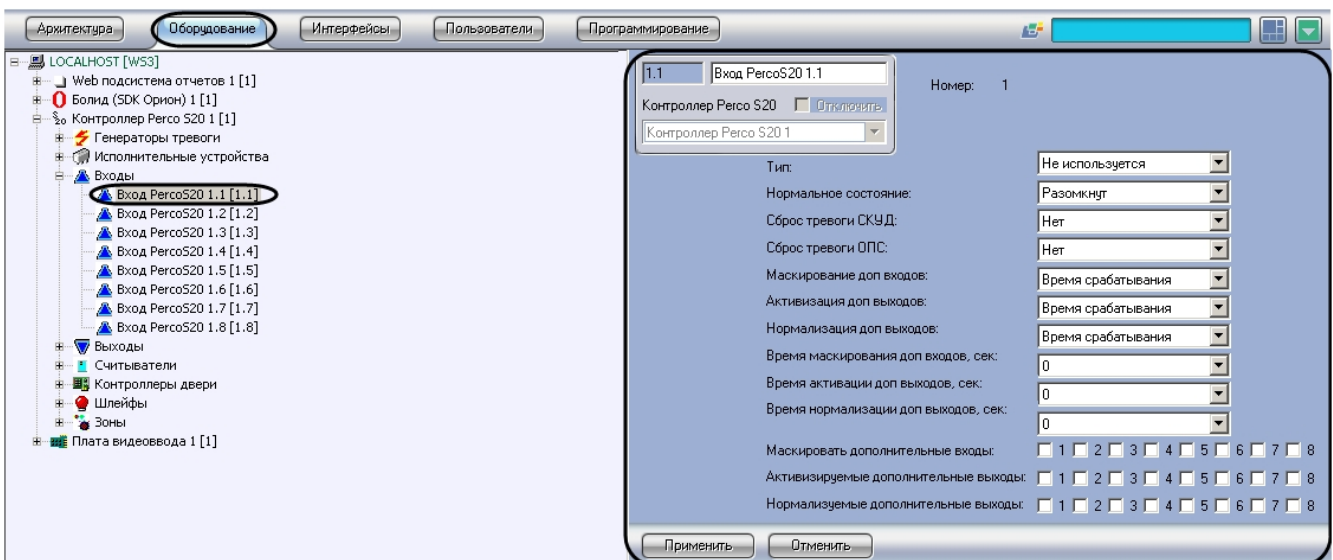 Архитектура Оборудование Интерфейсы Пользователи Программирование
LOCALHOST [WS3]
Web подсистема отчетов 1 [1]
Болид (SDK Орион) 1 [1]
Контроллер Perco S20 1 [1]
Генераторы тревоги
Исполнительные устройства
Входы
Вход PercoS20 1.1 [1.1]
Вход PercoS20 1.2 [1.2]
Вход PercoS20 1.3 [1.3]
Вход PercoS20 1.4 [1.4]
Вход PercoS20 1.5 [1.5]
Вход PercoS20 1.6 [1.6]
Вход PercoS20 1.7 [1.7]
Вход PercoS20 1.8 [1.8]
Выходы
Считыватели
Контроллеры двери
Шлейфы
Зоны
Плата видеоввода 1 [1]
1.1 Вход PercoS20 1.1
Номер: 1
Контроллер Perco S20 Отключить
Контроллер Perco S20 1
Тип: Не используется
Нормальное состояние: Разомкнут
Сброс тревоги СКУД: Нет
Сброс тревоги ОПС: Нет
Маскирование доп входов: Время срабатывания
Активизация доп выходов: Время срабатывания
Нормализация доп выходов: Время срабатывания
Время маскирования доп входов, сек: 0
Время активации доп выходов, сек: 0
Время нормализации доп выходов, сек: 0
Маскировать дополнительные входы: 1 2 3 4 5 6 7 8
Активизируемые дополнительные выходы: 1 2 3 4 5 6 7 8
Нормализуемые дополнительные выходы: 1 2 3 4 5 6 7 8
Применить Отменить